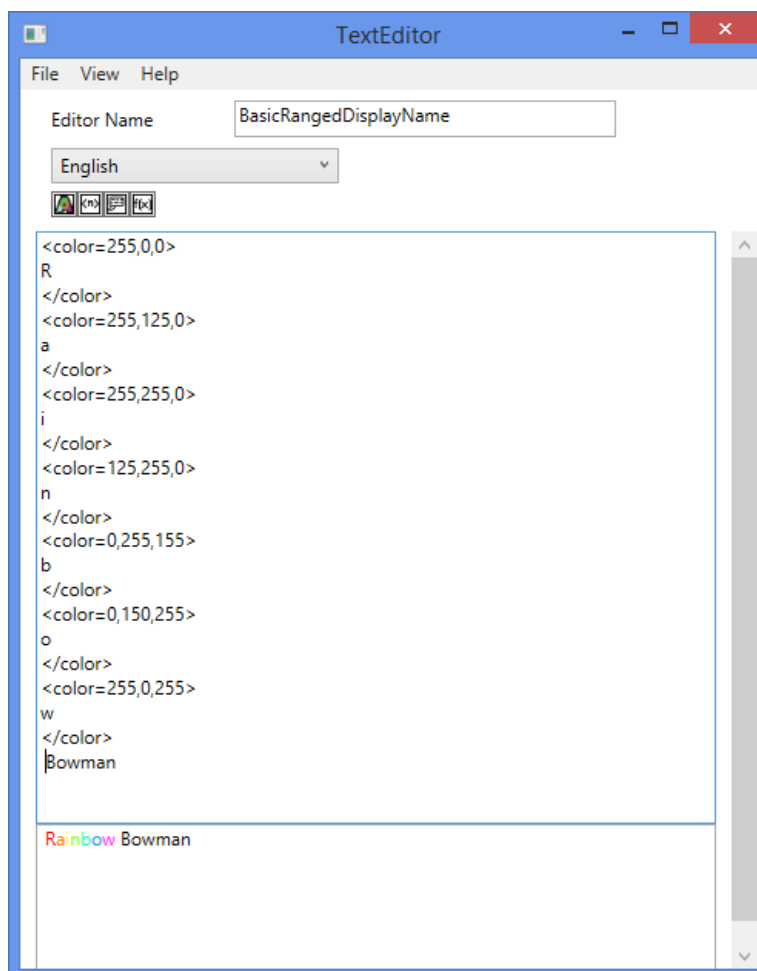 TextEditor
File View Help
Editor Name BasicRangedDisplayName
English
<n> f(x)
<color=255,0,0>
R
</color>
<color=255,125,0>
a
</color>
<color=255,255,0>
i
</color>
<color=125,255,0>
n
</color>
<color=0,255,155>
b
</color>
<color=0,150,255>
o
</color>
<color=255,0,255>
w
</color>
Bowman
Rainbow Bowman